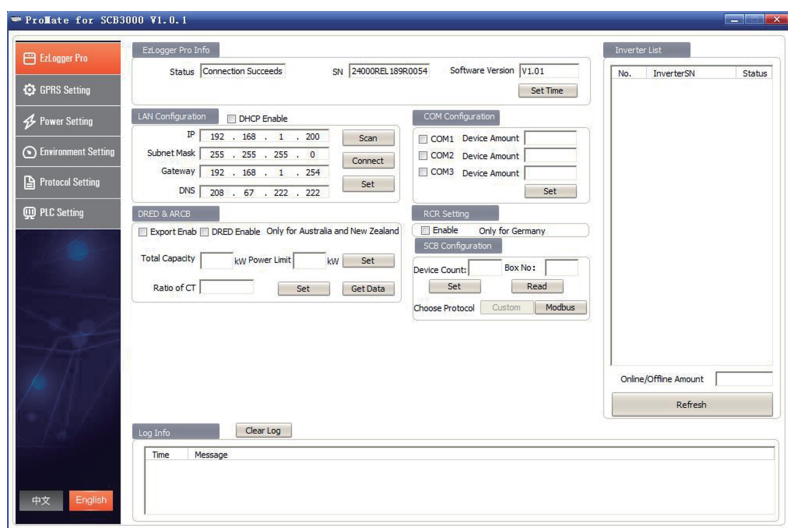 ProMate for SCB3000 V1.0.1
EzLogger Pro
GPRS Setting
Power Setting
Environment Setting
Protocol Setting
PLC Setting
中文 English
EzLogger Pro Info
Status Connection Succeeds SN 24000REL189R0054 Software Version V1.01
Set Time
LAN Configuration DHCP Enable
IP 192 . 168 . 1 . 200 Scan
Subnet Mask 255 . 255 . 255 . 0 Connect
Gateway 192 . 168 . 1 . 254
Set
DNS 208 . 67 . 222 . 222
COM Configuration
COM1 Device Amount
COM2 Device Amount
COM3 Device Amount
Set
DRED & ARCB
Export Enab DRED Enable Only for Australia and New Zealand
Total Capacity kW Power Limit kW Set
Ratio of CT Set Get Data
RCR Setting
Enable Only for Germany
SCB Configuration
Device Count: Box No:
Set Read
Choose Protocol Custom Modbus
Inverter List
No. InverterSN Status
Online/Offline Amount
Refresh
Log Info Clear Log
Time Message